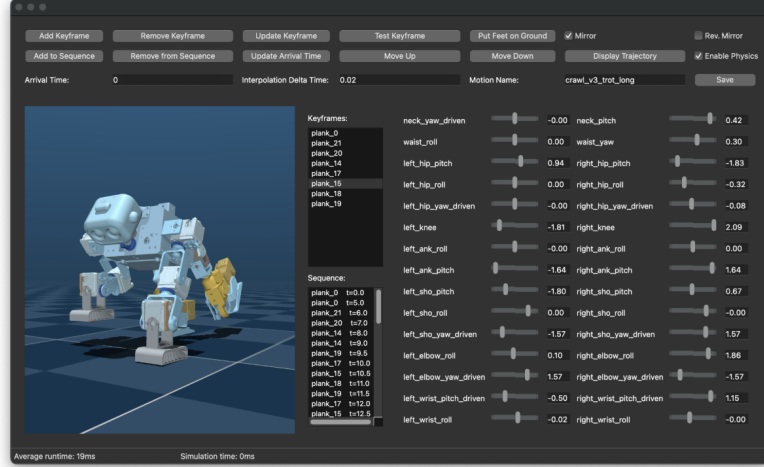 Add Keyframe Remove Keyframe Update Keyframe Test Keyframe Put Feet on Ground Mirror Rev. Mirror
Add to Sequence Remove from Sequence Update Arrival Time Move Up Move Down Display Trajectory Enable Physics
Arrival Time: 0 Interpolation Delta Time: 0.02 Motion Name: crawl_v3_trot_long Save
Keyframes:
plank_0
plank_21
plank_20
plank_14
plank_17
plank_15
plank_18
plank_19
Sequence:
plank_0 t=0.0
plank_0 t=5.0
plank_21 t=6.0
plank_20 t=7.0
plank_14 t=8.0
plank_14 t=9.0
plank_19 t=9.5
plank_17 t=10.0
plank_15 t=10.5
plank_18 t=11.0
plank_19 t=11.5
plank_17 t=12.0
plank_15 t=12.5
neck_yaw_driven -0.00 neck_pitch 0.42
waist_roll 0.00 waist_yaw 0.30
left_hip_pitch 0.94 right_hip_pitch -1.83
left_hip_roll 0.00 right_hip_roll -0.32
left_hip_yaw_driven -0.00 right_hip_yaw_driven -0.08
left_knee -1.81 right_knee 2.09
left_ank_roll -0.00 right_ank_roll 0.00
left_ank_pitch -1.64 right_ank_pitch 1.64
left_sho_pitch -1.80 right_sho_pitch 0.67
left_sho_roll 0.00 right_sho_roll -0.00
left_sho_yaw_driven -1.57 right_sho_yaw_driven 1.57
left_elbow_roll 0.10 right_elbow_roll 1.86
left_elbow_yaw_driven 1.57 right_elbow_yaw_driven -1.57
left_wrist_pitch_driven -0.50 right_wrist_pitch_driven 1.15
left_wrist_roll -0.02 right_wrist_roll -0.00
Average runtime: 19ms Simulation time: 0ms